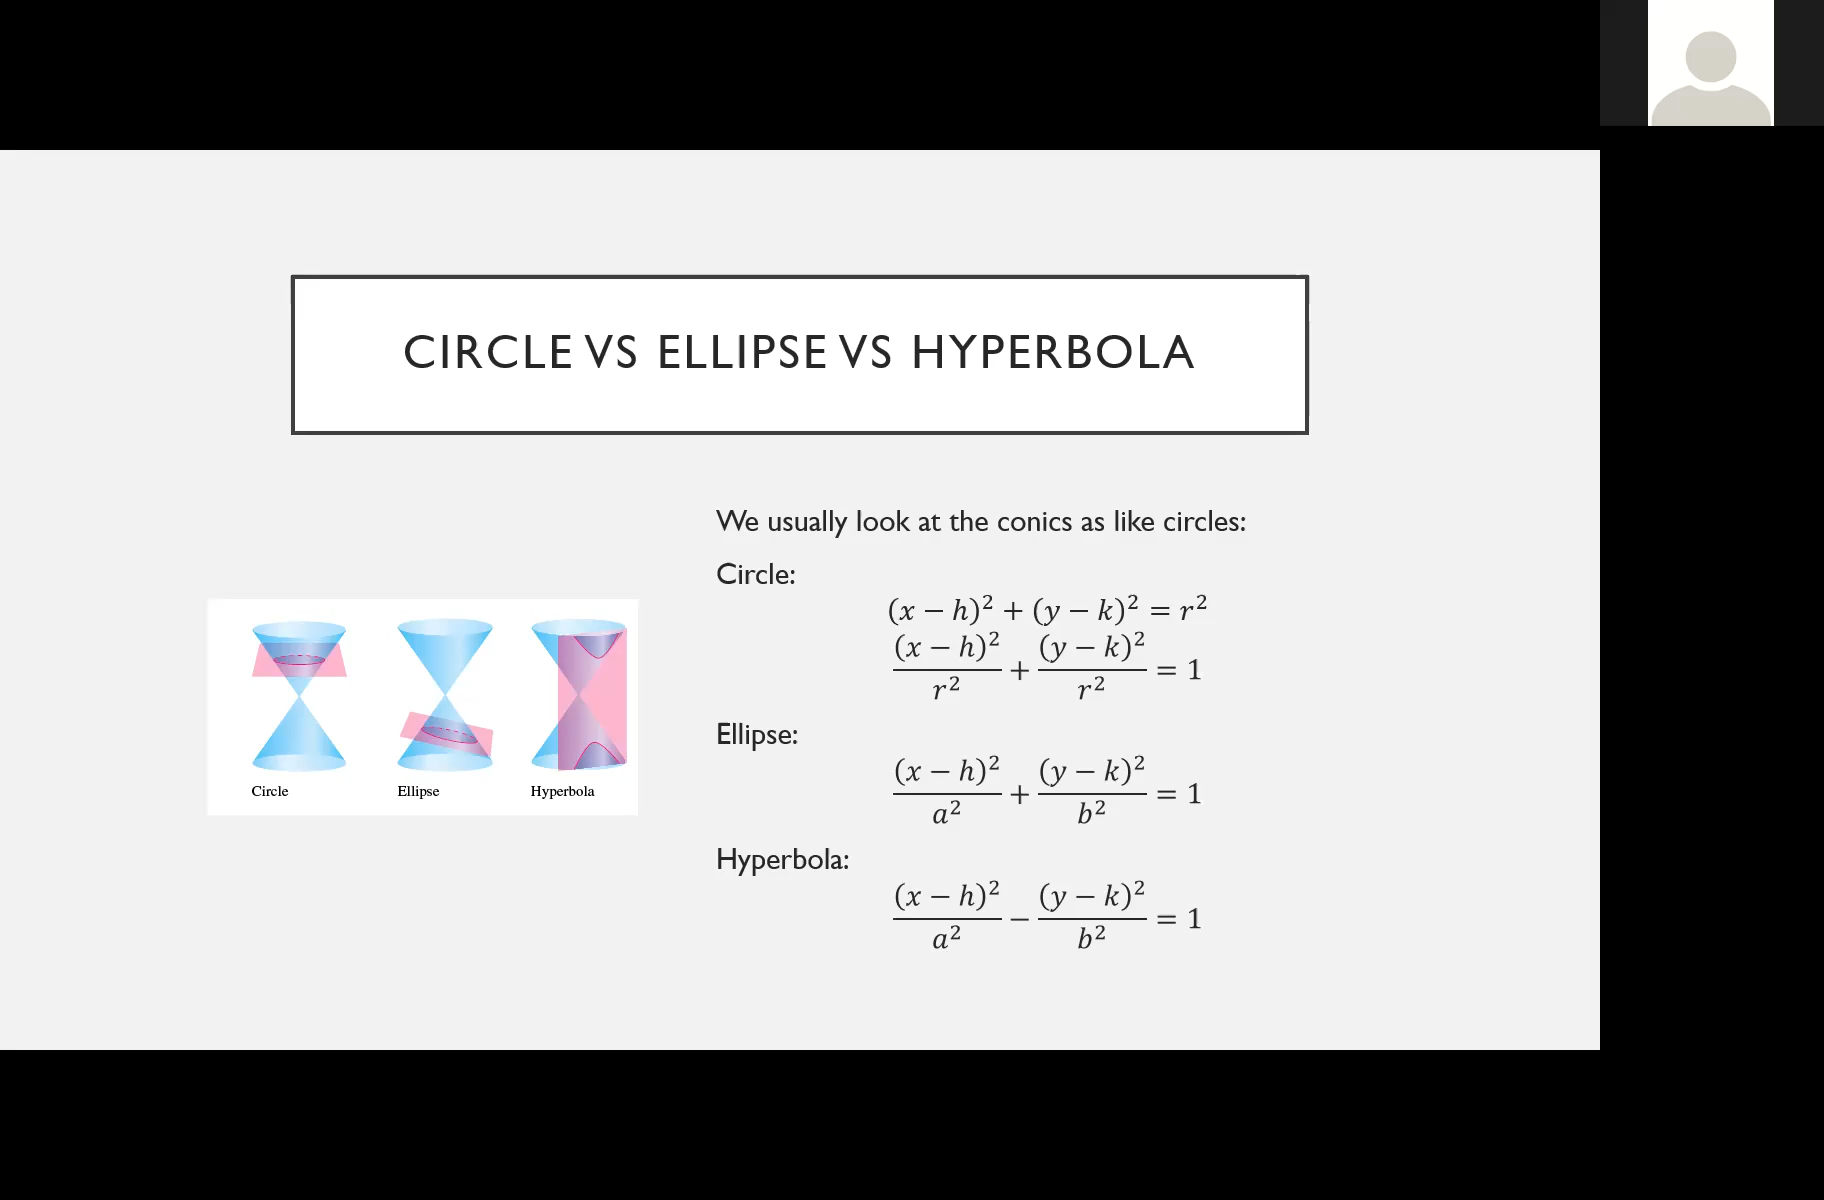 CIRCLE VS ELLIPSE VS HYPERBOLA
Circle
Ellipse
Hyperbola
We usually look at the conics as like circles:
Circle:
(x − h)² + (y − k)² = r²
(x − h)²/r² + (y − k)²/r² = 1
Ellipse:
(x − h)²/a² + (y − k)²/b² = 1
Hyperbola:
(x − h)²/a² − (y − k)²/b² = 1